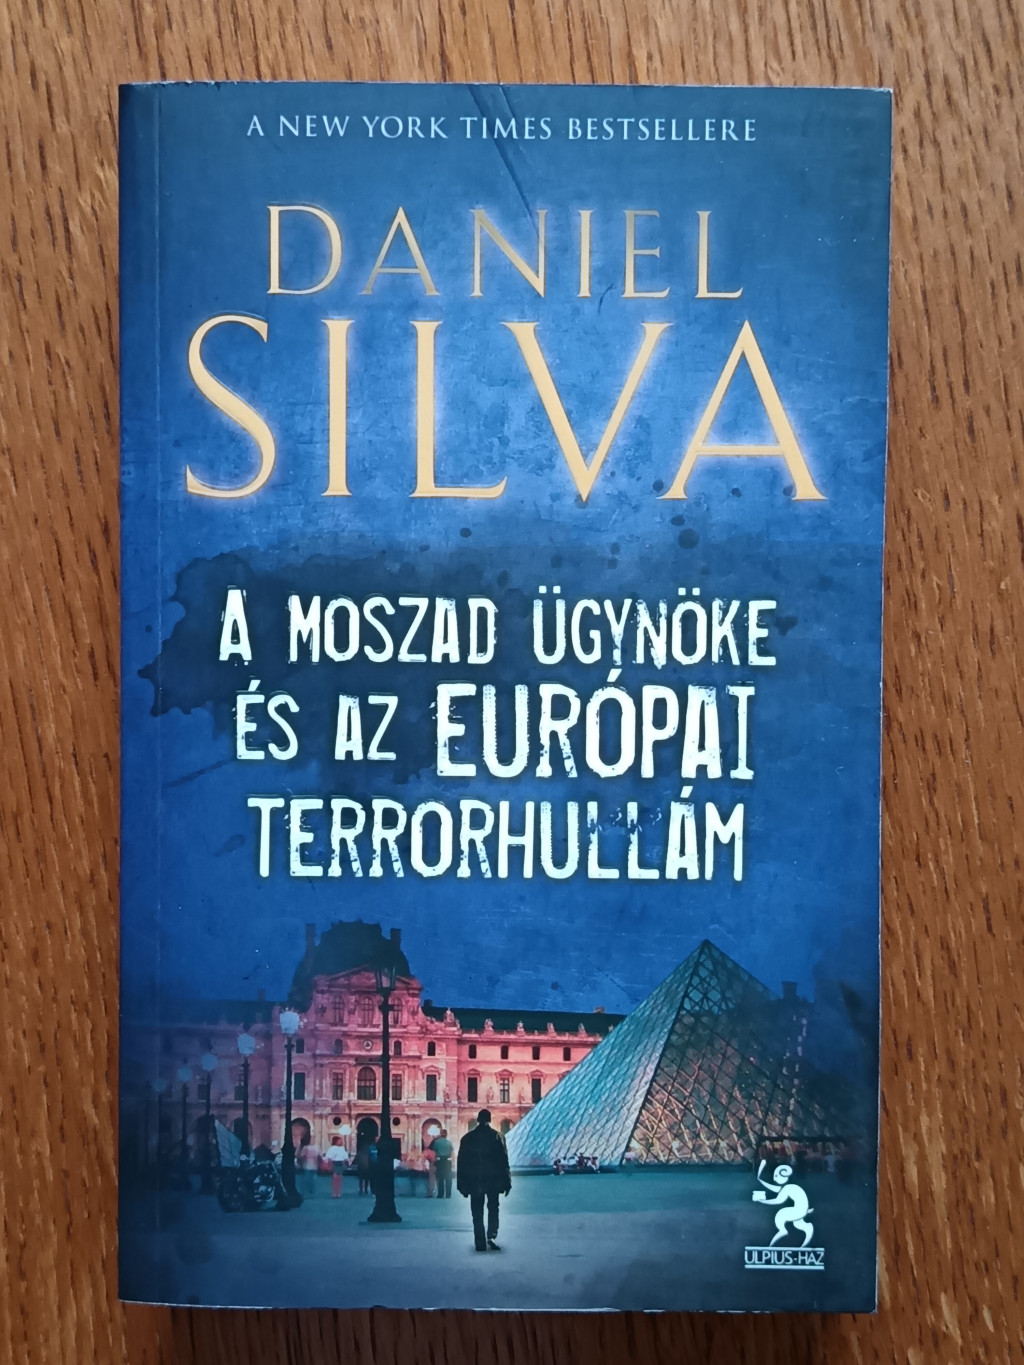 A NEW YORK TIMES BESTSELLERE
DANIEL
SILVA
A MOSZAD ÜGYNÖKE
ÉS AZ EURÓPAI
TERRORHULLÁM
ULPIUS-HÁZ